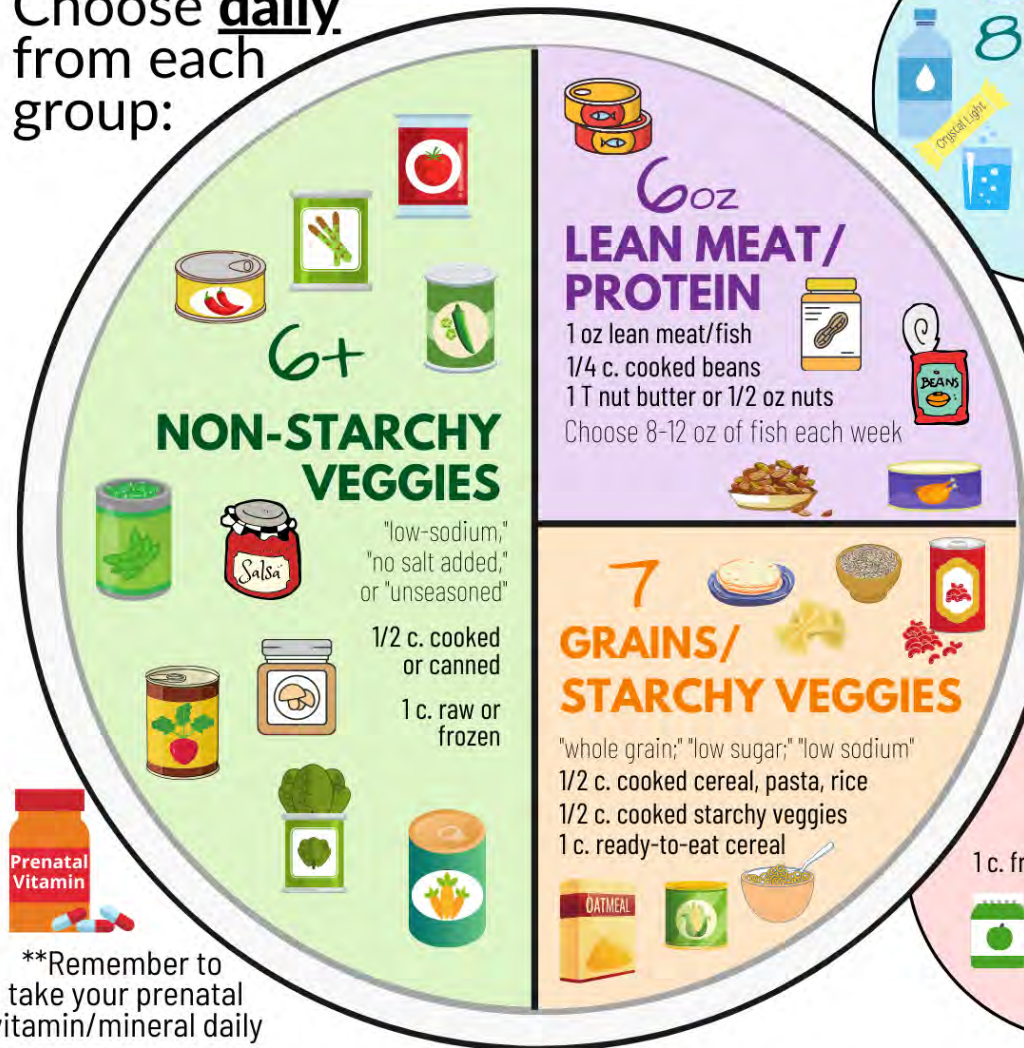 Choose daily
from each
group:
8
Crystal Light
6oz
LEAN MEAT/
PROTEIN
1 oz lean meat/fish
1/4 c. cooked beans
1 T nut butter or 1/2 oz nuts
Choose 8-12 oz of fish each week
BEANS
6+
NON-STARCHY
VEGGIES
"low-sodium,"
"no salt added,"
or "unseasoned"
1/2 c. cooked
or canned
1 c. raw or
frozen
Salsa
7
GRAINS/
STARCHY VEGGIES
"whole grain;" "low sugar;" "low sodium"
1/2 c. cooked cereal, pasta, rice
1/2 c. cooked starchy veggies
1 c. ready-to-eat cereal
OATMEAL
1 c.
Prenatal
Vitamin
**Remember to
take your prenatal
vitamin/mineral daily